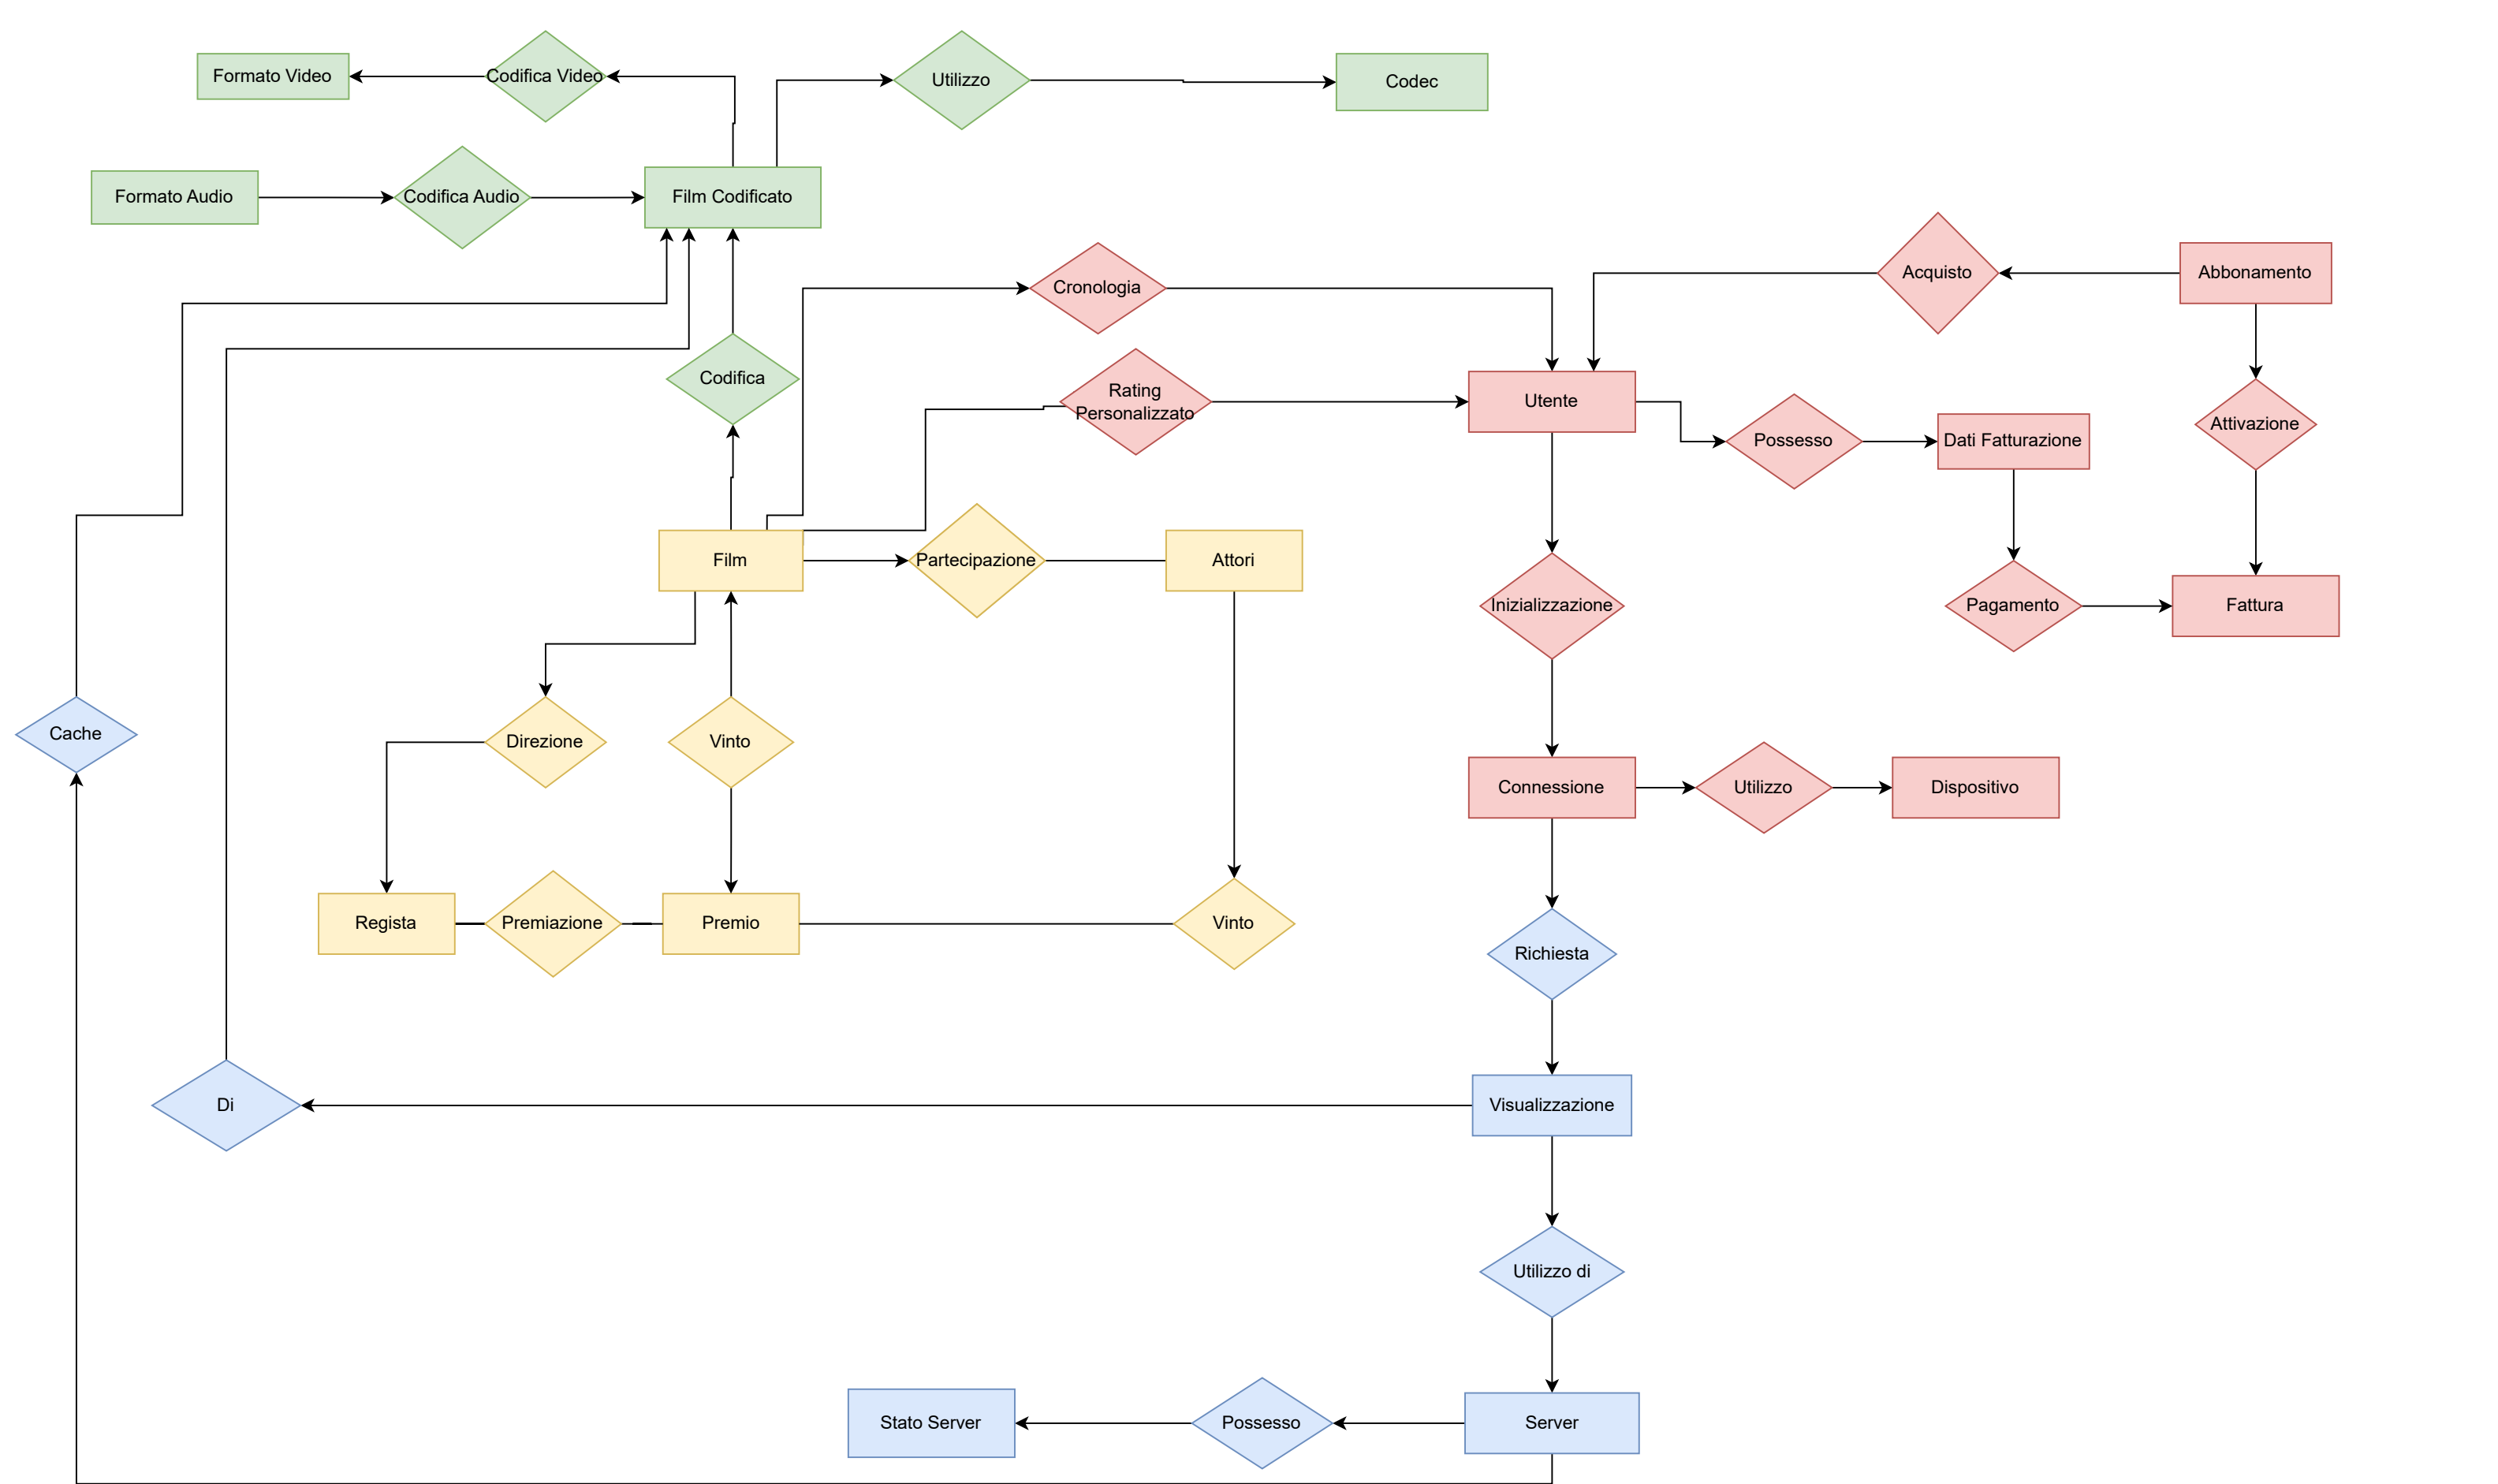 Formato Video
Codifica Video
Utilizzo
Codec
Formato Audio
Codifica Audio
Film Codificato
Cronologia
Acquisto
Abbonamento
Codifica
Rating
Personalizzato
Utente
Possesso
Dati Fatturazione
Attivazione
Film
Partecipazione
Attori
Inizializzazione
Pagamento
Fattura
Cache
Direzione
Vinto
Connessione
Utilizzo
Dispositivo
Regista
Premiazione
Premio
Vinto
Richiesta
Di
Visualizzazione
Utilizzo di
Stato Server
Possesso
Server